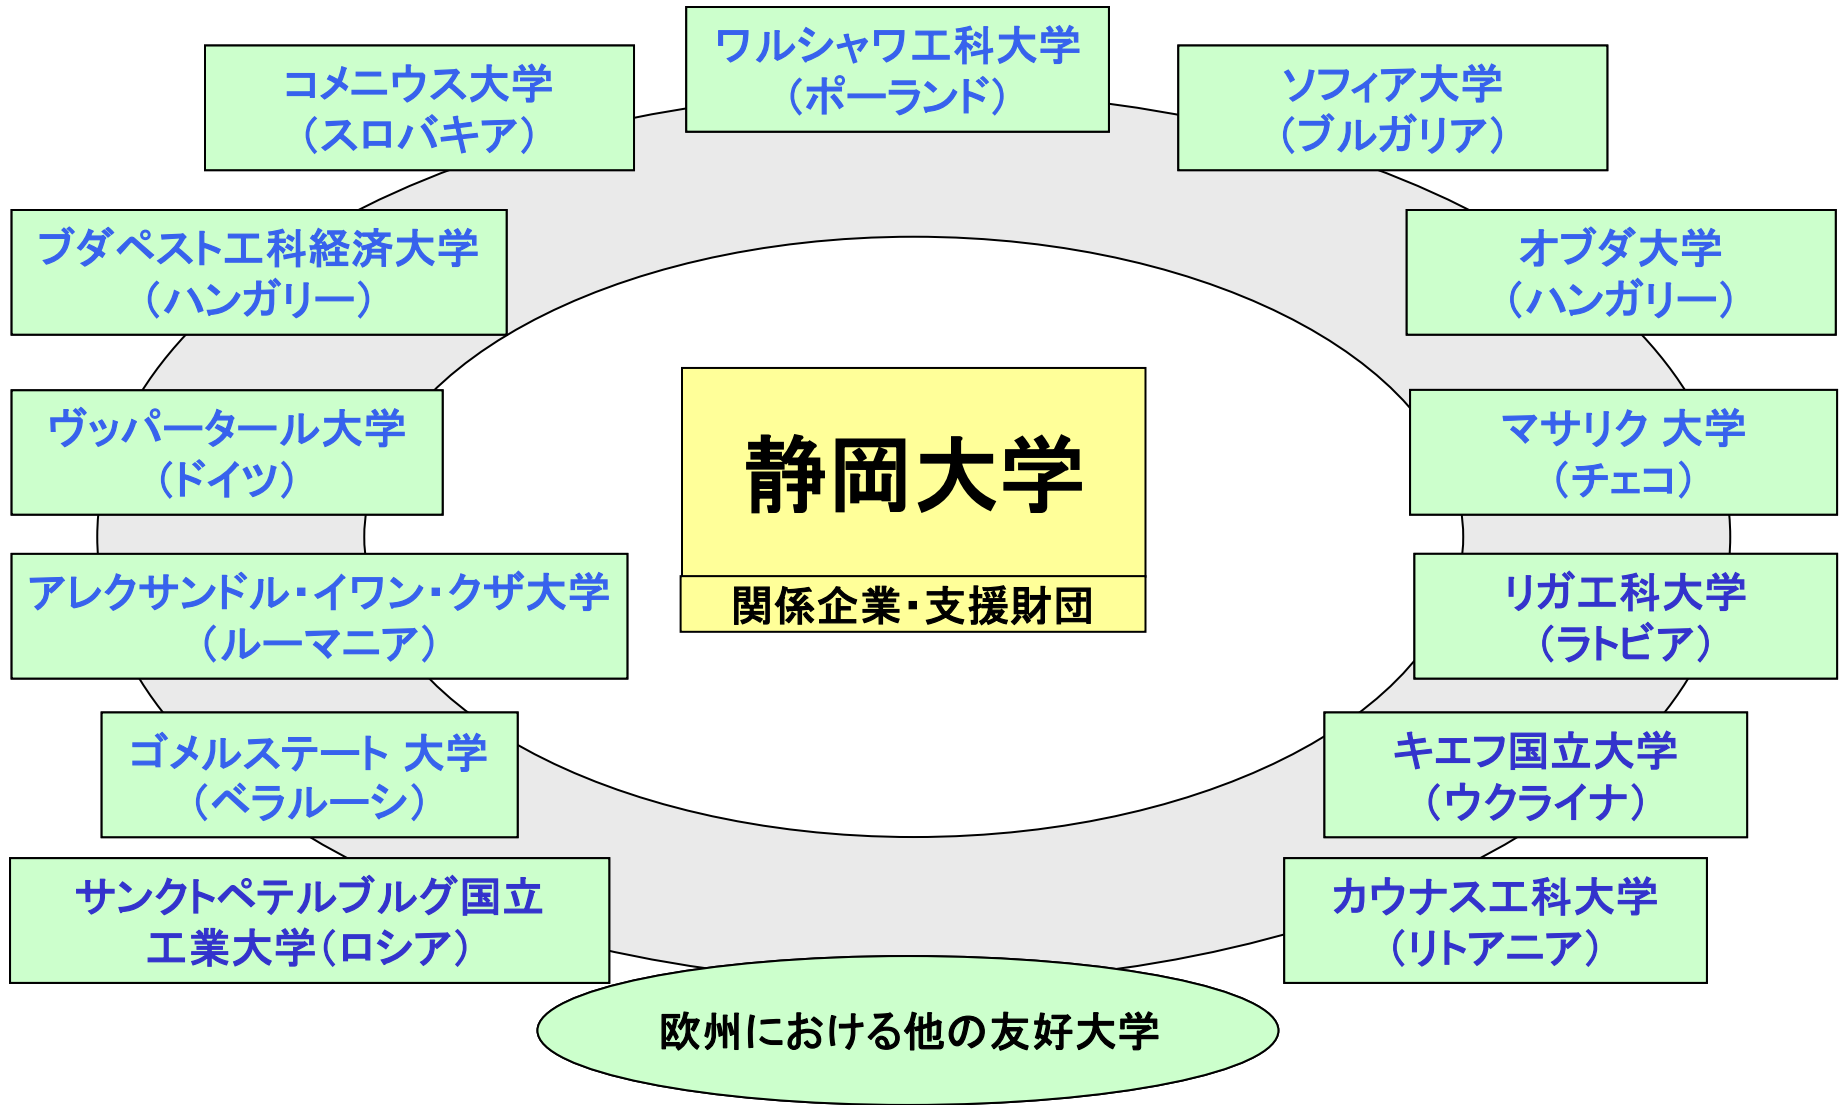 ワルシャワ工科大学
（ポーランド）
コメニウス大学
（スロバキア）
ソフィア大学
（ブルガリア）
ブダペスト工科経済大学
（ハンガリー）
オブダ大学
（ハンガリー）
ヴッパータール大学
（ドイツ）
静岡大学
関係企業・支援財団
マサリク 大学
（チェコ）
アレクサンドル・イワン・クザ大学
（ルーマニア）
リガ工科大学
（ラトビア）
ゴメルステート 大学
（ベラルーシ）
キエフ国立大学
（ウクライナ）
サンクトペテルブルグ国立
工業大学（ロシア）
カウナス工科大学
（リトアニア）
欧州における他の友好大学